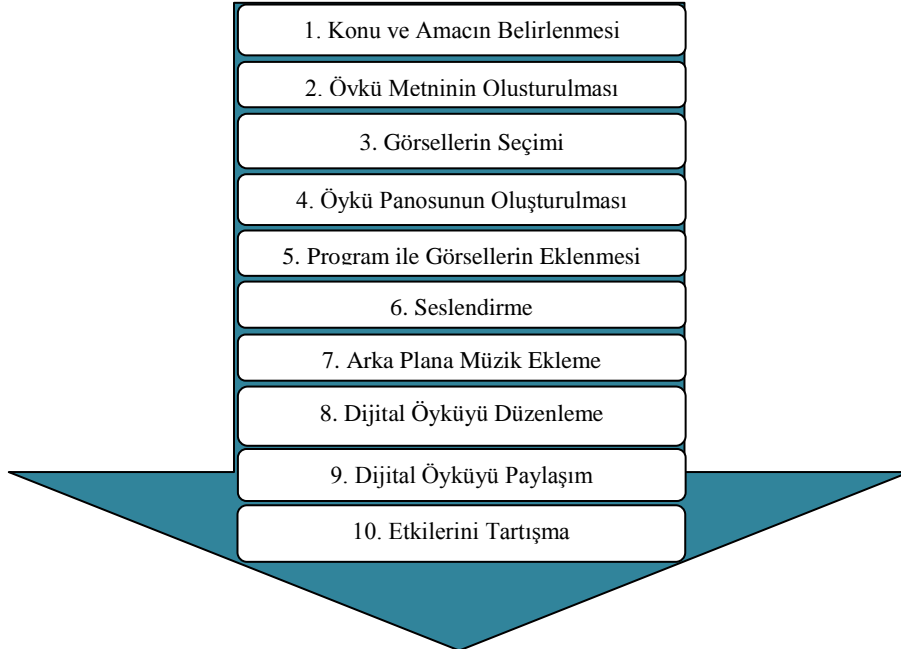 1. Konu ve Amacın Belirlenmesi
2. Övkü Metninin Olusturulması
3. Görsellerin Seçimi
4. Öykü Panosunun Oluşturulması
5. Program ile Görsellerin Eklenmesi
6. Seslendirme
7. Arka Plana Müzik Ekleme
8. Dijital Öyküyü Düzenleme
9. Dijital Öyküyü Paylaşım
10. Etkilerini Tartışma